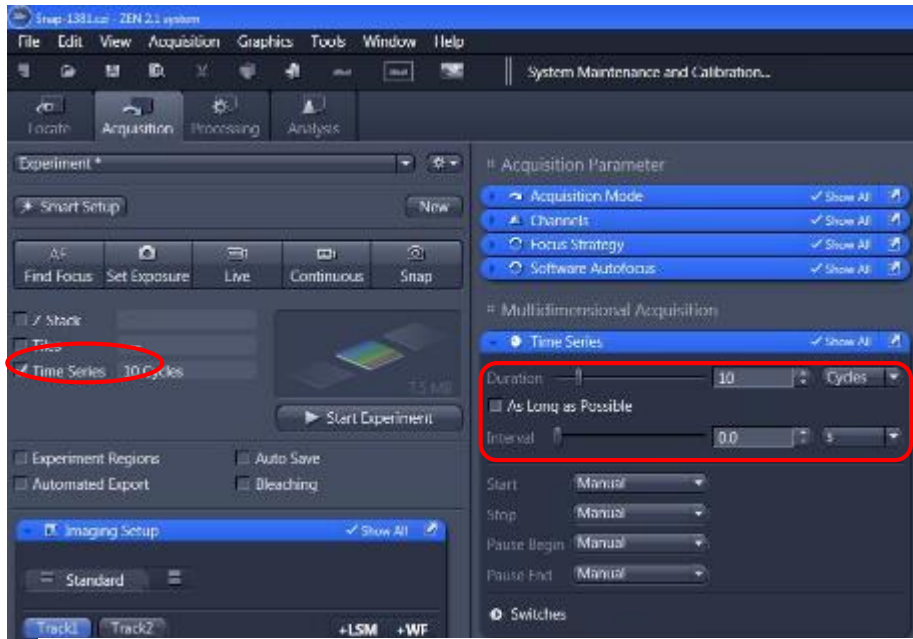 Snap-1381.czi - ZEN 2.1 system
File Edit View Acquisition Graphics Tools Window Help
System Maintenance and Calibration...
Locate Acquisition Processing Analysis
Experiment *
Smart Setup New
AF
Find Focus Set Exposure Live Continuous Snap
Z Stack
Tiles
Time Series 10 Cycles
7.5 MB
Start Experiment
Experiment Regions Auto Save
Automated Export Bleaching
Imaging Setup Show All
Standard
Track1 Track2 +LSM +WF
Acquisition Parameter
Acquisition Mode Show All
Channels Show All
Focus Strategy Show All
Software Autofocus Show All
Multidimensional Acquisition
Time Series Show All
Duration 10 Cycles
As Long as Possible
Interval 0.0 s
Start Manual
Stop Manual
Pause Begin Manual
Pause End Manual
Switches